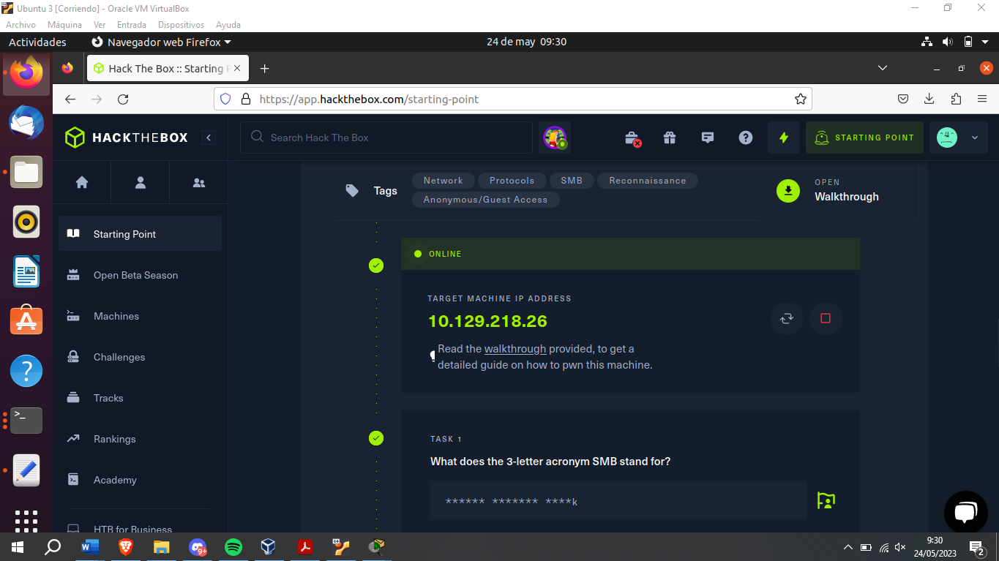 Ubuntu 3 [Corriendo] - Oracle VM VirtualBox
Archivo Máquina Ver Entrada Dispositivos Ayuda
Actividades Navegador web Firefox 24 de may 09:30
Hack The Box :: Starting
https://app.hackthebox.com/starting-point
HACKTHEBOX
Search Hack The Box
STARTING POINT
Tags
Network Protocols SMB Reconnaissance
Anonymous/Guest Access
OPEN
Walkthrough
Starting Point
Open Beta Season
Machines
Challenges
Tracks
Rankings
Academy
HTB for Business
ONLINE
TARGET MACHINE IP ADDRESS
10.129.218.26
Read the walkthrough provided, to get a
detailed guide on how to pwn this machine.
TASK 1
What does the 3-letter acronym SMB stand for?
****** ******* ****k
9+
64
9:30
24/05/2023
2